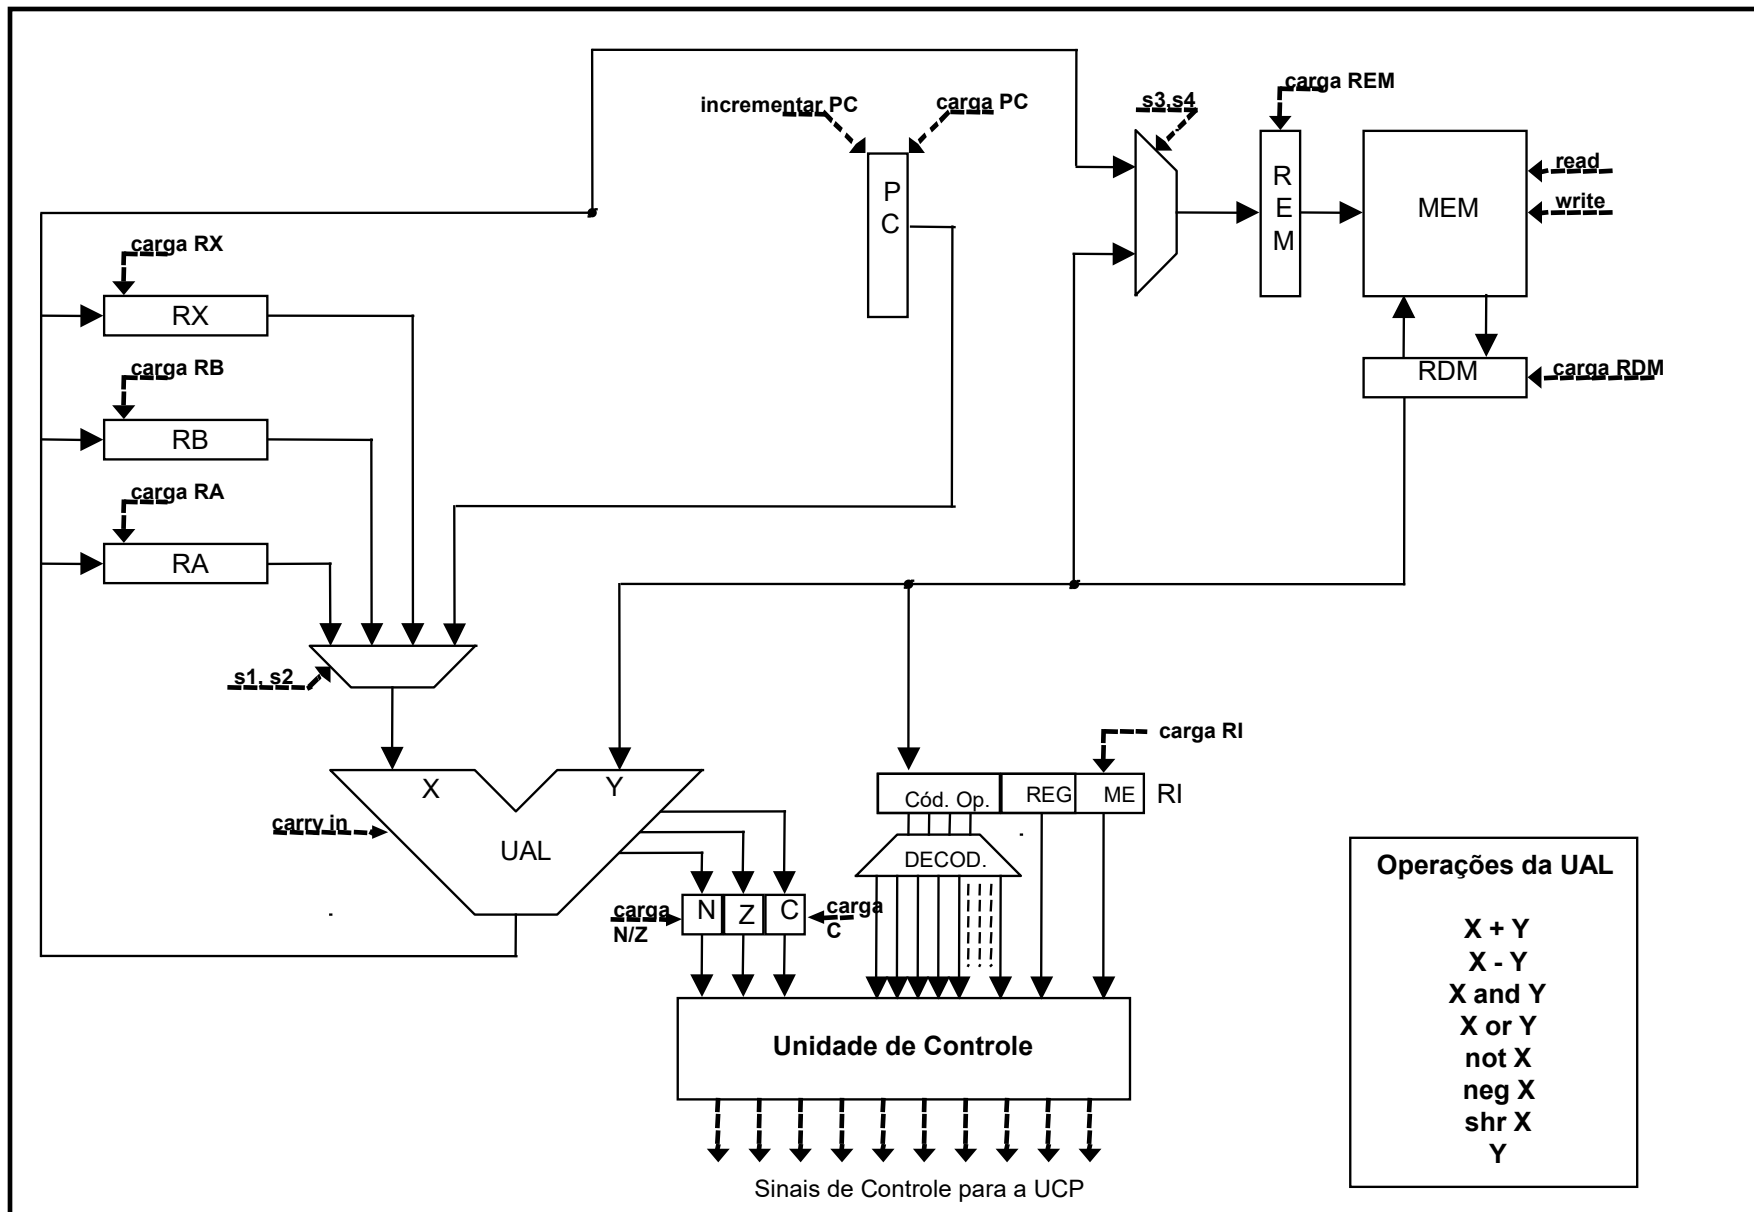 carga REM
incrementar PC
carga PC
s3,s4
read
write
P
C
R
E
M
MEM
carga RX
RX
carga RB
RB
carga RA
RA
RDM
carga RDM
s1, s2
X
Y
carry in
UAL
carga RI
Cód. Op.
REG
ME
RI
DECOD.
carga
N/Z
N
Z
C
carga
C
Unidade de Controle
Sinais de Controle para a UCP
Operações da UAL
X + Y
X - Y
X and Y
X or Y
not X
neg X
shr X
Y